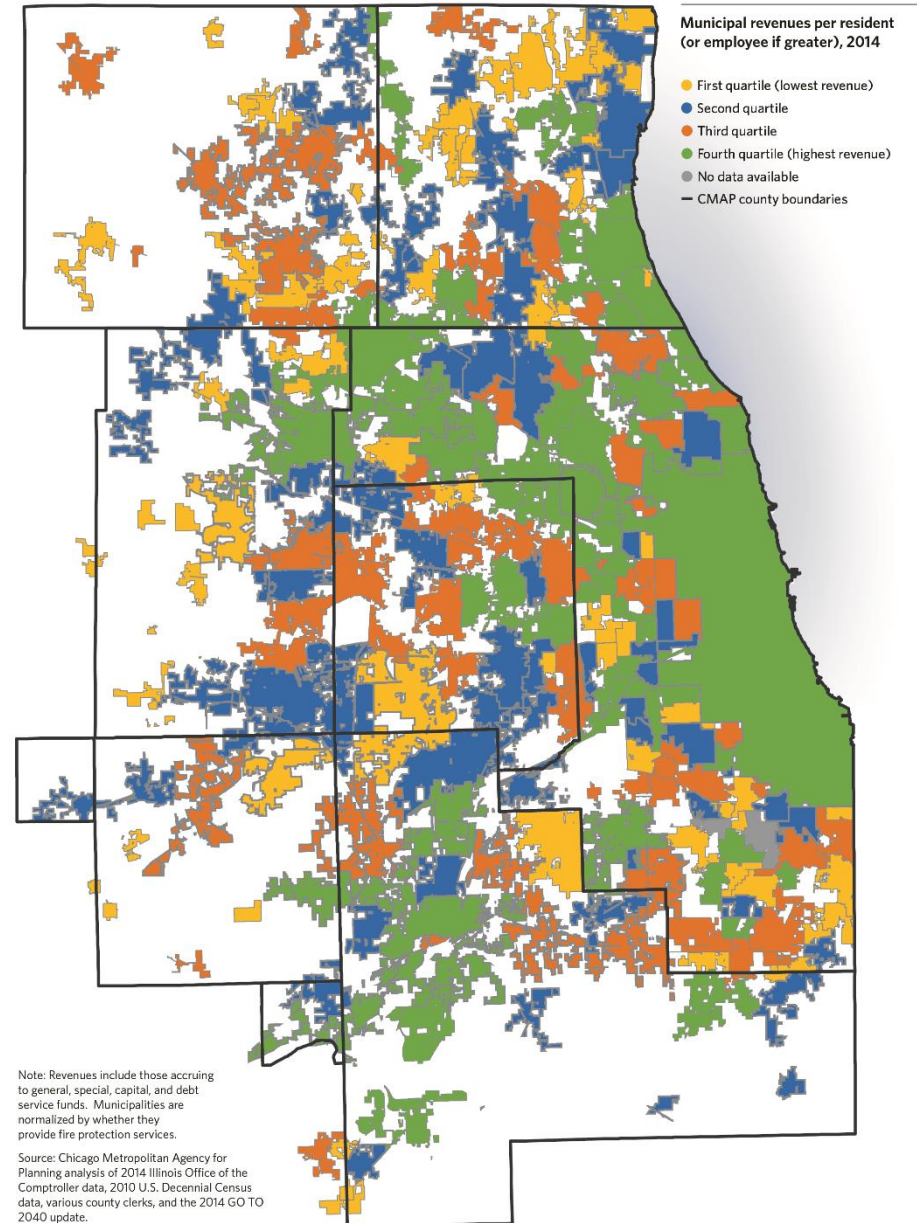 Municipal revenues per resident
(or employee if greater), 2014
First quartile (lowest revenue)
Second quartile
Third quartile
Fourth quartile (highest revenue)
No data available
CMAP county boundaries
Note: Revenues include those accruing
to general, special, capital, and debt
service funds. Municipalities are
normalized by whether they
provide fire protection services.
Source: Chicago Metropolitan Agency for
Planning analysis of 2014 Illinois Office of the
Comptroller data, 2010 U.S. Decennial Census
data, various county clerks, and the 2014 GO TO
2040 update.